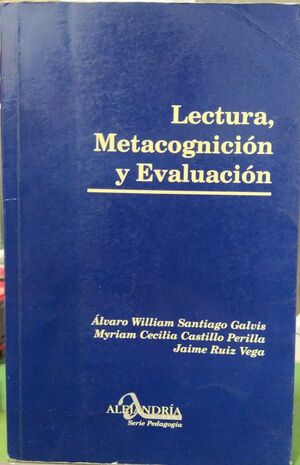 Lectura,
Metacognición
y Evaluación
Álvaro William Santiago Galvis
Myriam Cecilia Castillo Perilla
Jaime Ruiz Vega
ALEJANDRÍA
Serie Pedagogía